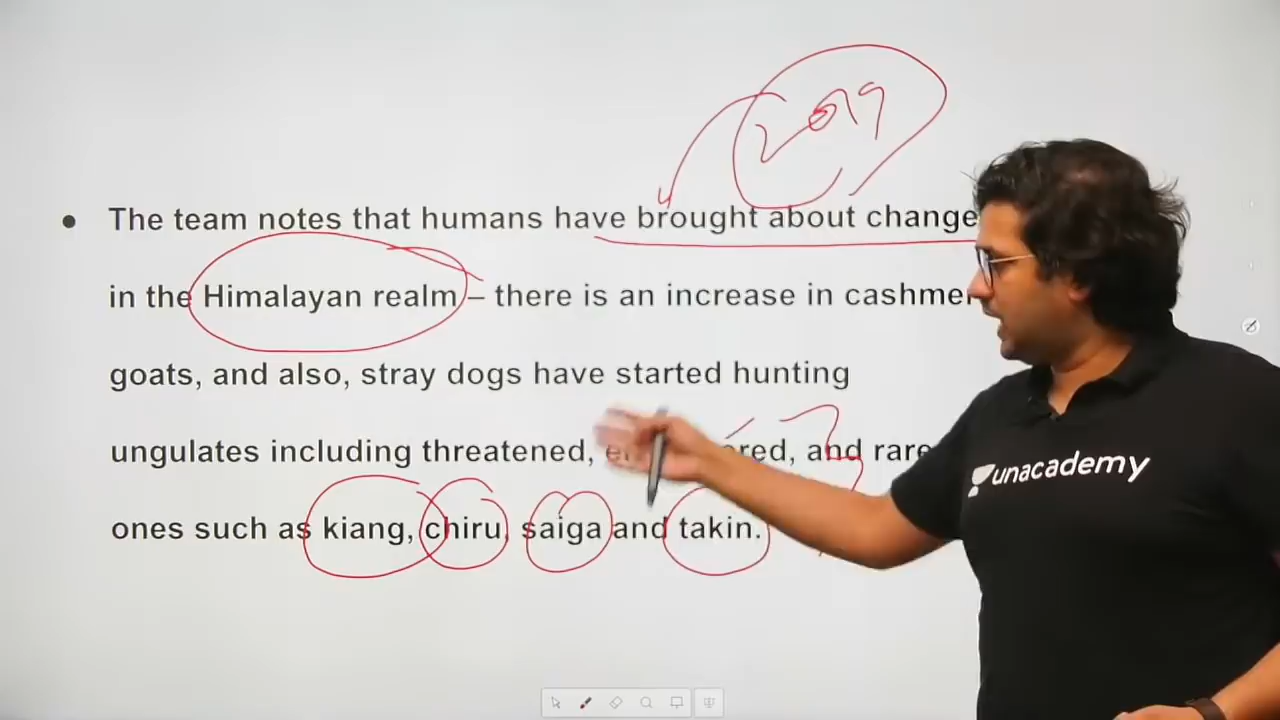 2019
The team notes that humans have brought about change
in the Himalayan realm – there is an increase in
goats, and also, stray dogs have started hunting
ungulates including threatened, and rare
ones such as kiang, chiru, saiga and takin.
unacademy